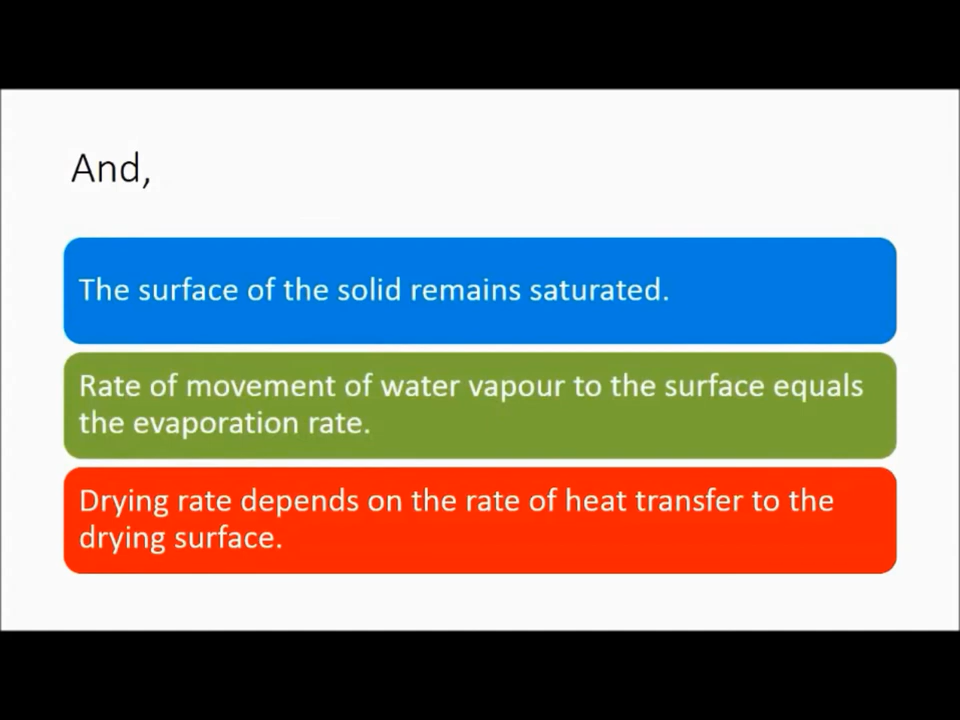 And,
The surface of the solid remains saturated.
Rate of movement of water vapour to the surface equals
the evaporation rate.
Drying rate depends on the rate of heat transfer to the
drying surface.